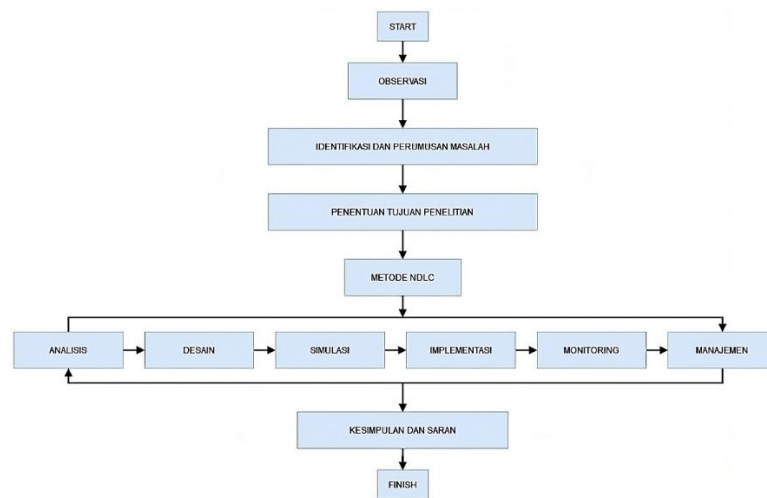 START
OBSERVASI
IDENTIFIKASI DAN PERUMUSAN MASALAH
PENENTUAN TUJUAN PENELITIAN
METODE NDLC
ANALISIS
DESAIN
SIMULASI
IMPLEMENTASI
MONITORING
MANAJEMEN
KESIMPULAN DAN SARAN
FINISH